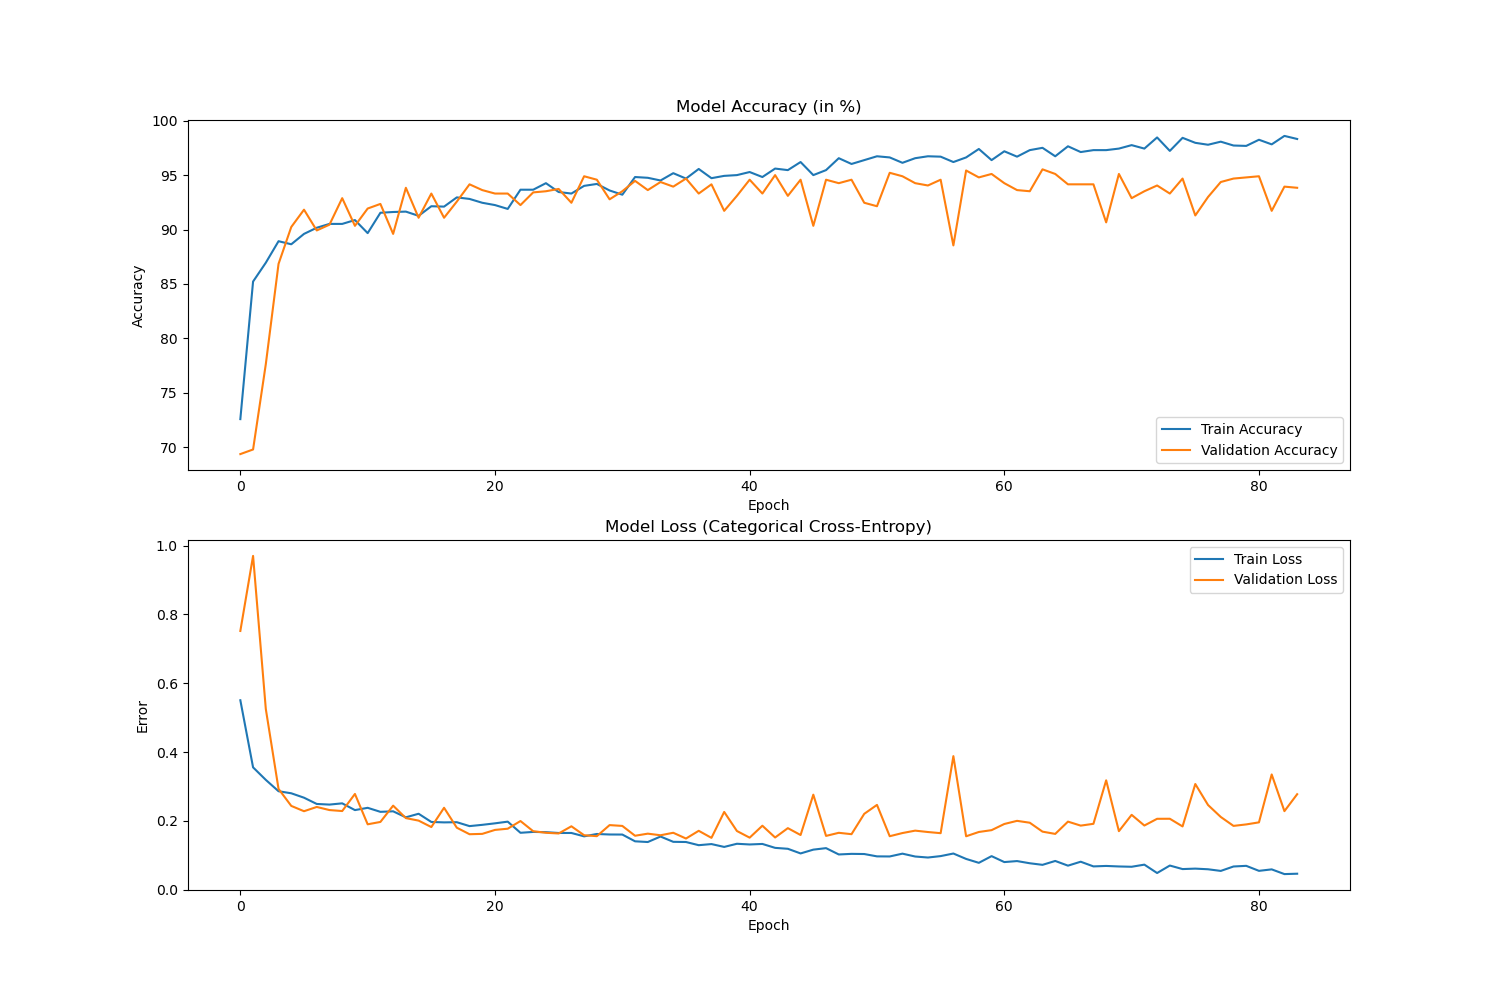 Model Accuracy (in %)
100
95
90
85
80
75
70
Accuracy
Train Accuracy
Validation Accuracy
0 20 40 60 80
Epoch
Model Loss (Categorical Cross-Entropy)
1.0
0.8
0.6
0.4
0.2
0.0
Error
Train Loss
Validation Loss
0 20 40 60 80
Epoch